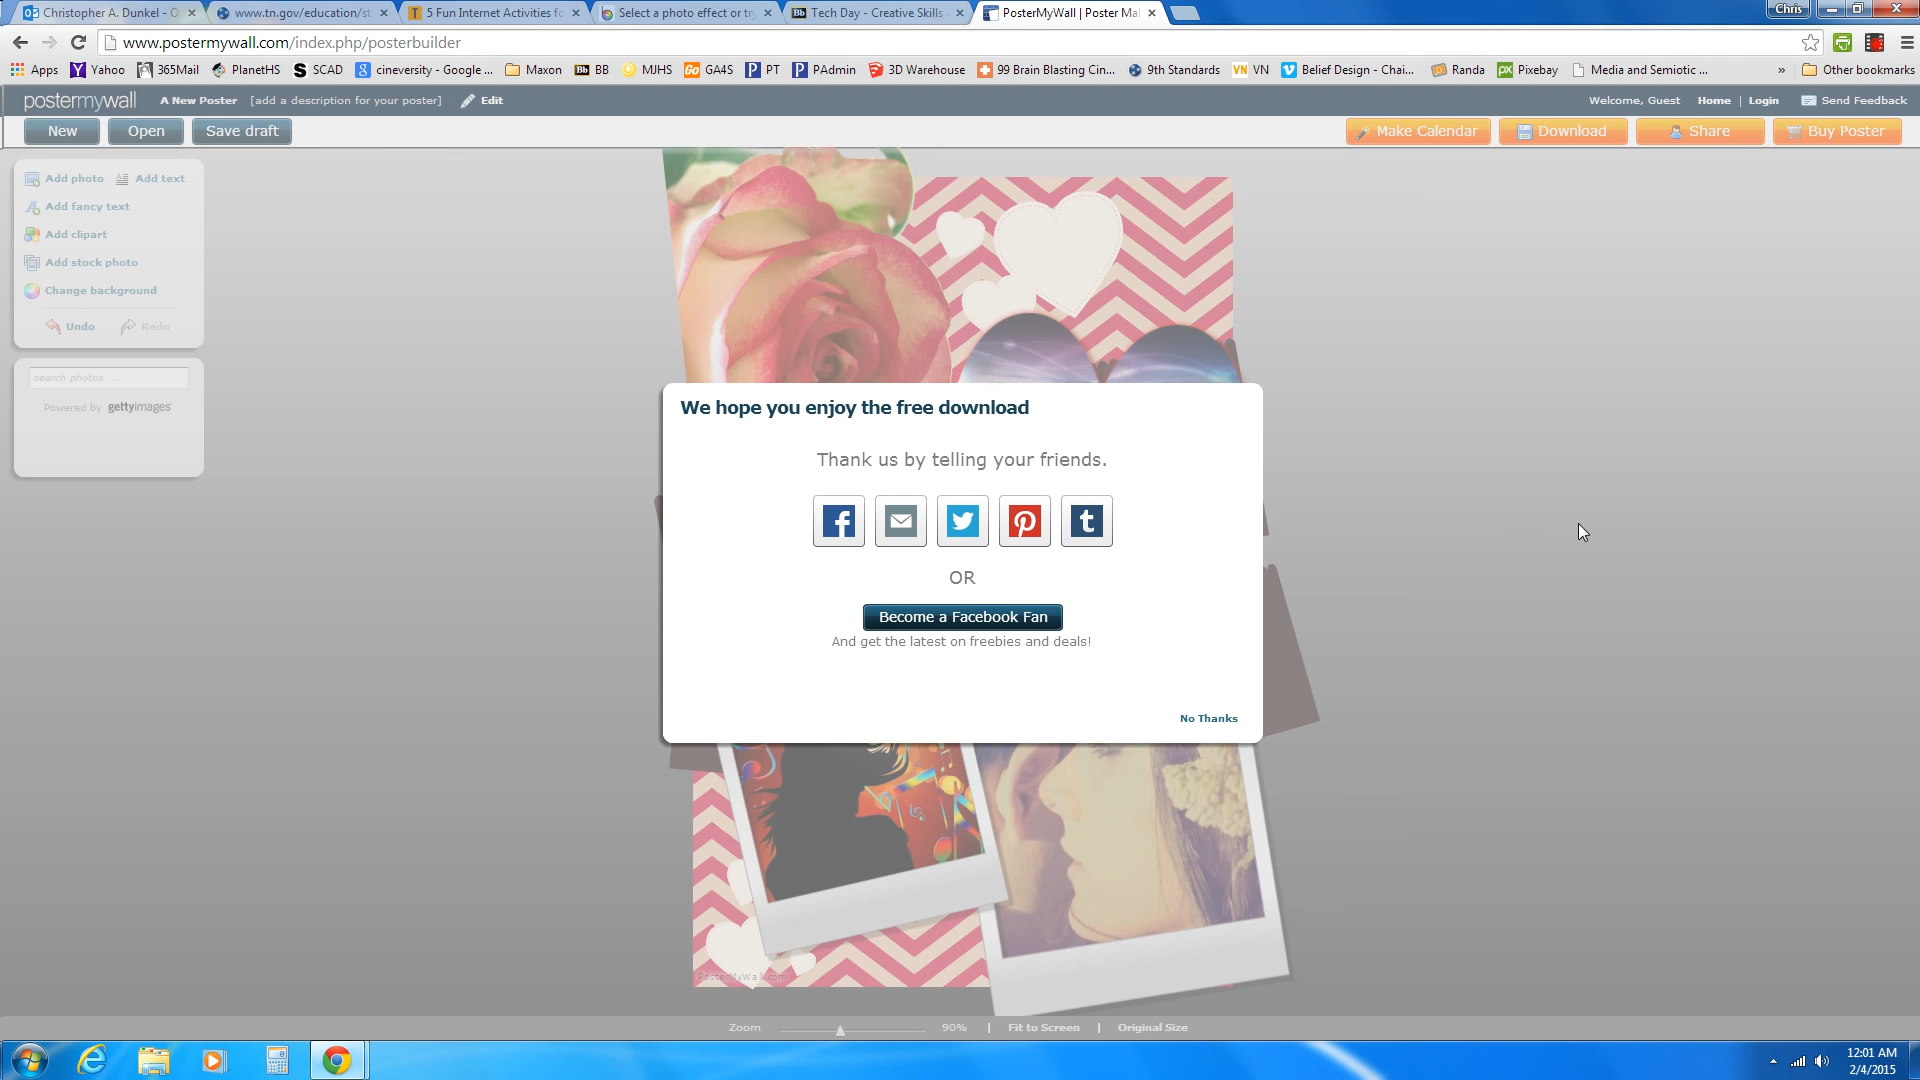 Christopher A. Dunkel - O
www.tn.gov/education/st
5 Fun Internet Activities fo
Select a photo effect or try
Tech Day - Creative Skills
PosterMyWall | Poster Ma
Chris
www.postermywall.com/index.php/posterbuilder
Apps
Yahoo
365Mail
PlanetHS
SCAD
cineversity - Google ...
Maxon
BB
MJHS
GA4S
PT
PAdmin
3D Warehouse
99 Brain Blasting Cin...
9th Standards
VN
Belief Design - Chai...
Randa
Pixebay
Media and Semiotic ...
»
Other bookmarks
postermywall
A New Poster
[add a description for your poster]
Edit
Welcome, Guest
Home | Login
Send Feedback
New
Open
Save draft
Make Calendar
Download
Share
Buy Poster
Add photo
Add text
Add fancy text
Add clipart
Add stock photo
Change background
Undo
Redo
search photos ...
Powered by gettyimages
We hope you enjoy the free download
Thank us by telling your friends.
OR
Become a Facebook Fan
And get the latest on freebies and deals!
No Thanks
PosterMyWall.com
Zoom
90%
| Fit to Screen | Original Size
12:01 AM
2/4/2015